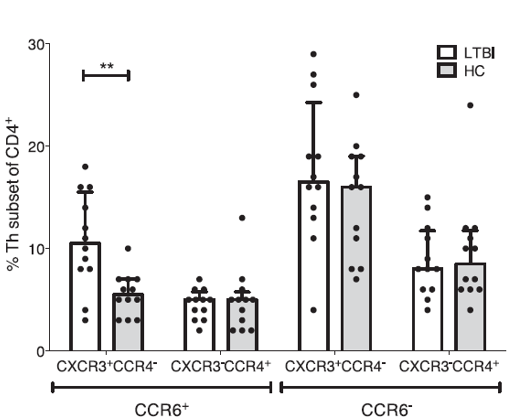 30
20
10
0
% Th subset of CD4⁺
**
LTBI
HC
CXCR3⁺CCR4⁻ CXCR3⁻CCR4⁺ CXCR3⁺CCR4⁻ CXCR3⁻CCR4⁺
CCR6⁺ CCR6⁻